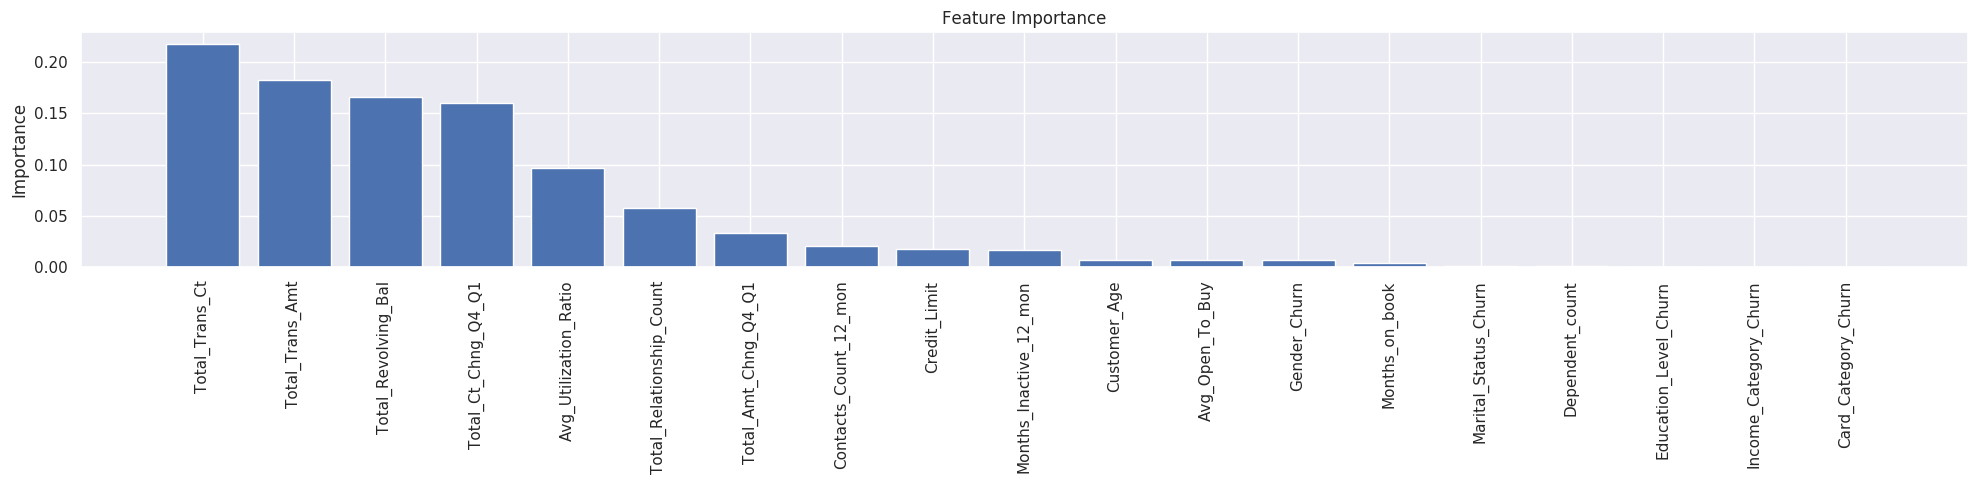 Feature Importance
Importance
0.20
0.15
0.10
0.05
0.00
Total_Trans_Ct
Total_Trans_Amt
Total_Revolving_Bal
Total_Ct_Chng_Q4_Q1
Avg_Utilization_Ratio
Total_Relationship_Count
Total_Amt_Chng_Q4_Q1
Contacts_Count_12_mon
Credit_Limit
Months_Inactive_12_mon
Customer_Age
Avg_Open_To_Buy
Gender_Churn
Months_on_book
Marital_Status_Churn
Dependent_count
Education_Level_Churn
Income_Category_Churn
Card_Category_Churn